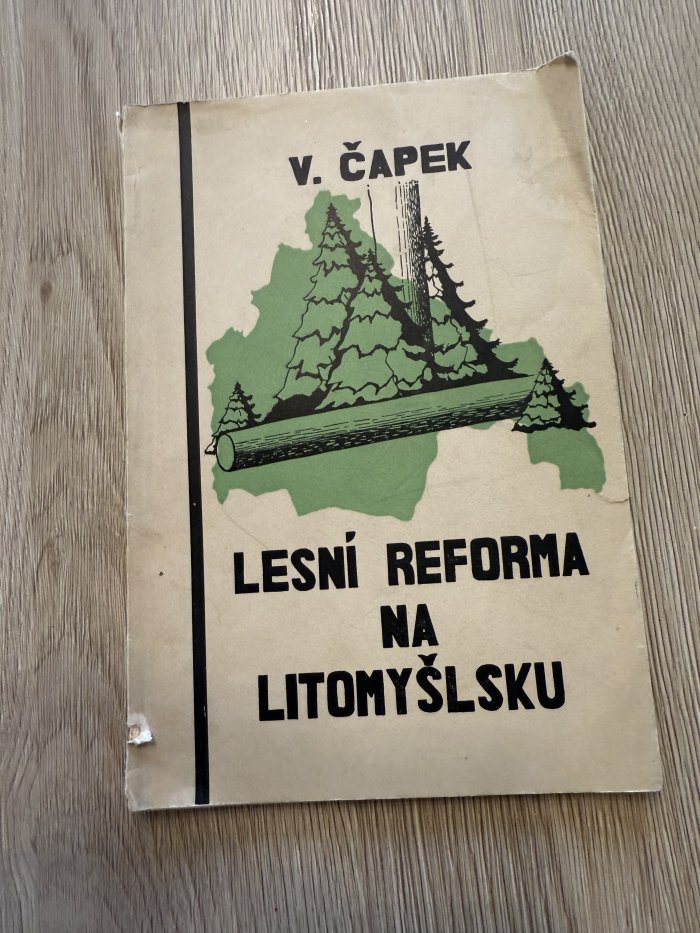 V. ČAPEK
LESNÍ REFORMA
NA
LITOMYŠLSKU